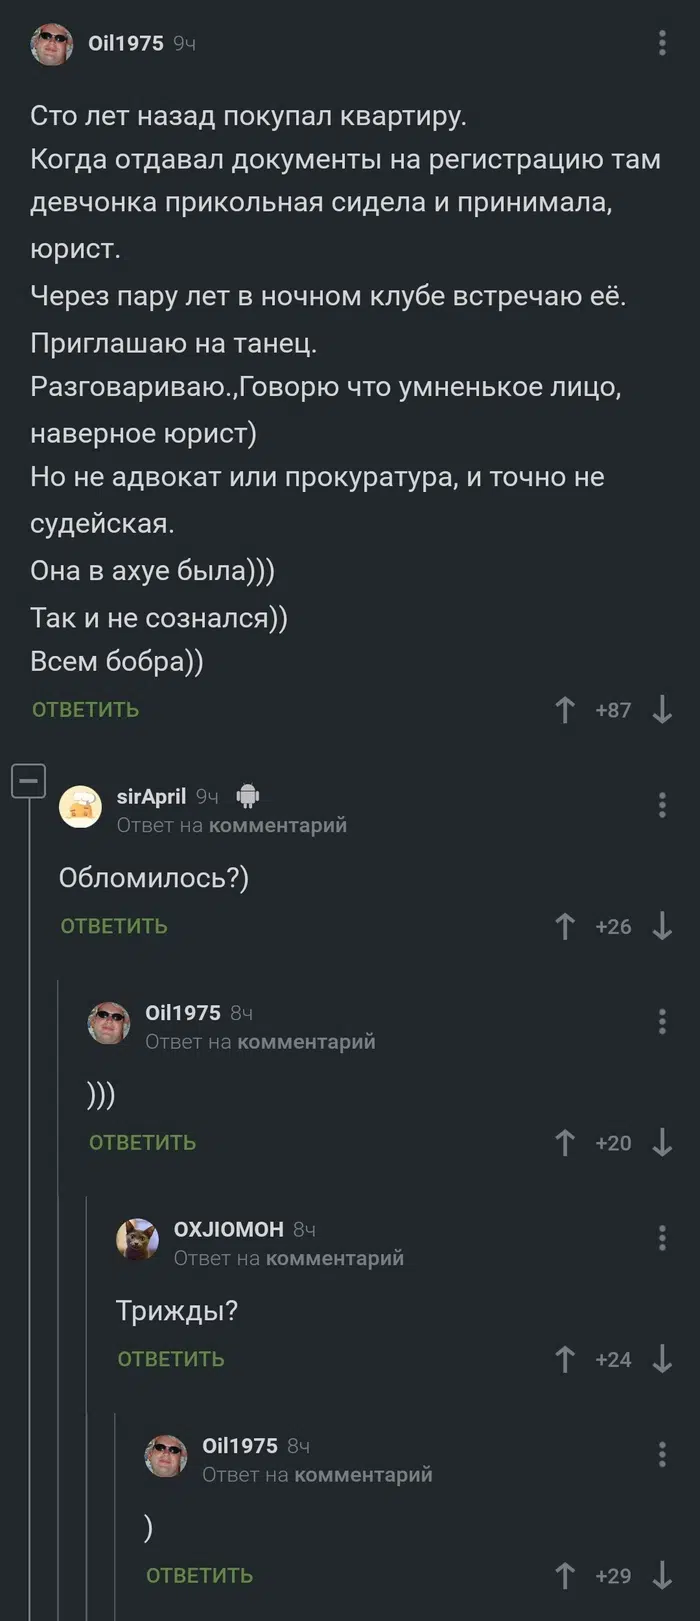 Oil1975 9ч
Сто лет назад покупал квартиру.
Когда отдавал документы на регистрацию там
девчонка прикольная сидела и принимала,
юрист.
Через пару лет в ночном клубе встречаю её.
Приглашаю на танец.
Разговариваю.,Говорю что умненькое лицо,
наверное юрист)
Но не адвокат или прокуратура, и точно не
судейская.
Она в ахуе была)))
Так и не сознался))
Всем бобра))
ОТВЕТИТЬ +87
sirApril 9ч
Ответ на комментарий
Обломилось?)
ОТВЕТИТЬ +26
Oil1975 8ч
Ответ на комментарий
)))
ОТВЕТИТЬ +20
OXJIOMOH 8ч
Ответ на комментарий
Трижды?
ОТВЕТИТЬ +24
Oil1975 8ч
Ответ на комментарий
)
ОТВЕТИТЬ +29